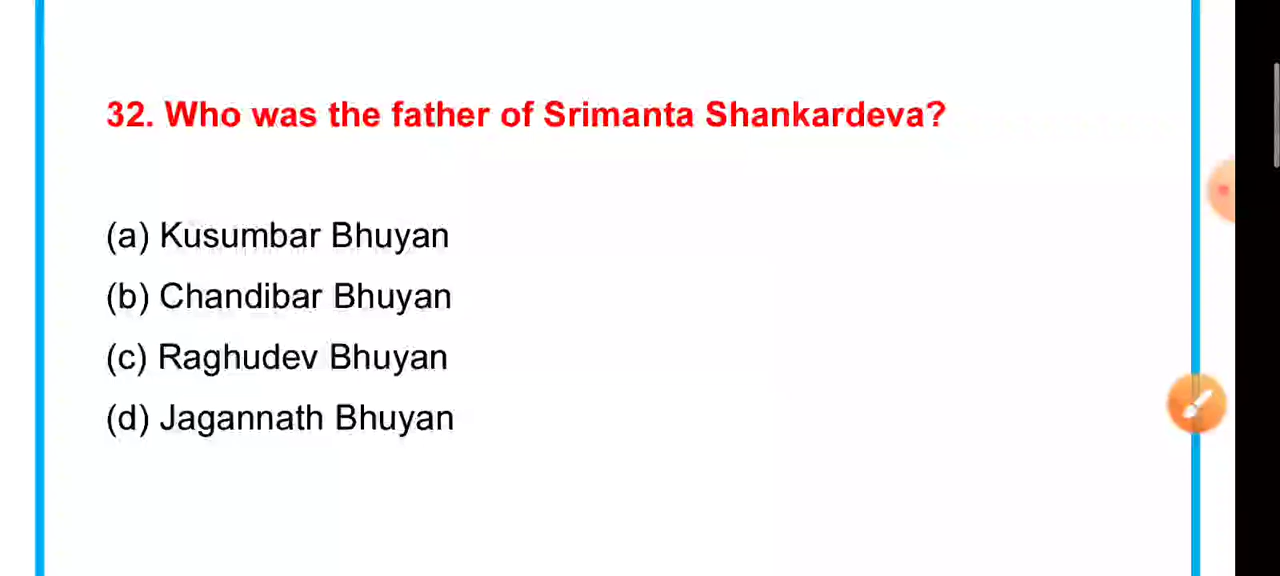 32. Who was the father of Srimanta Shankardeva?
(a) Kusumbar Bhuyan
(b) Chandibar Bhuyan
(c) Raghudev Bhuyan
(d) Jagannath Bhuyan